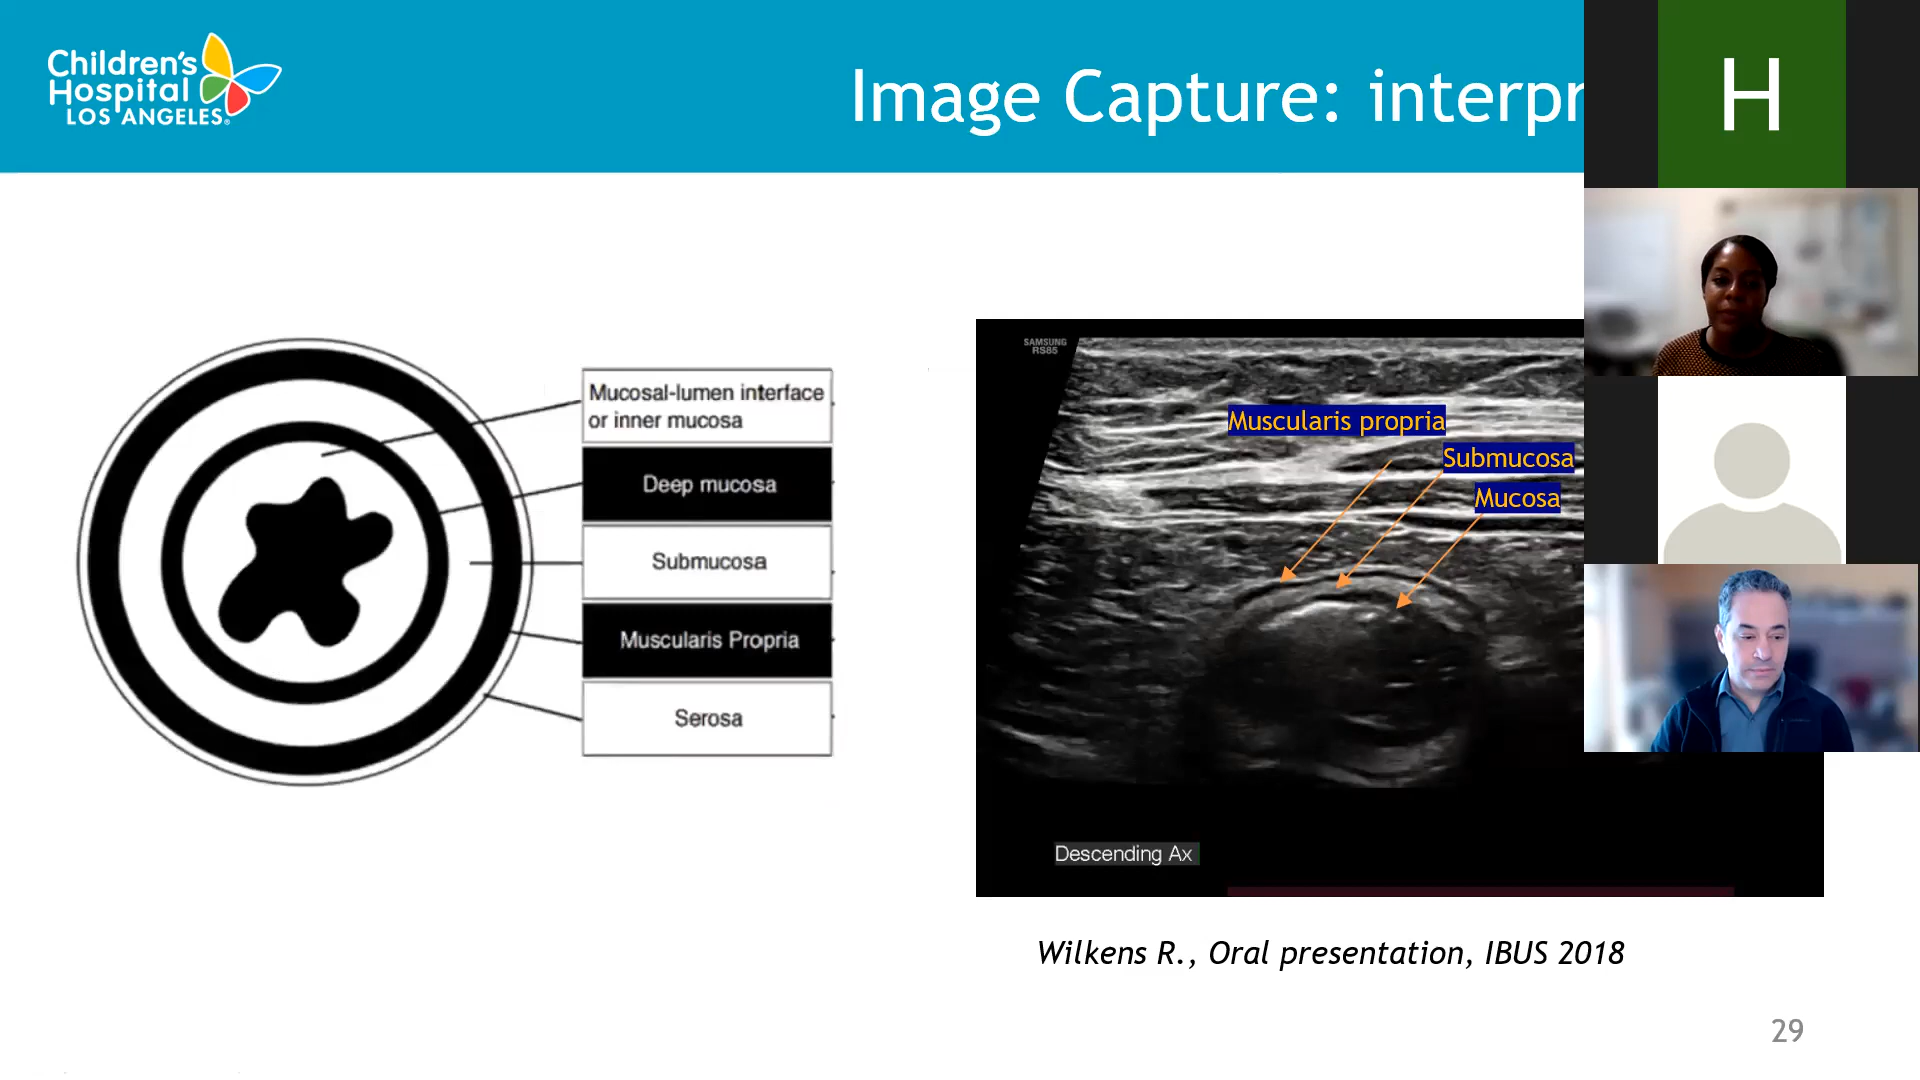 Children's
Hospital
LOS ANGELES®
Image Capture: interpr
H
Mucosal-lumen interface
or inner mucosa
Deep mucosa
Submucosa
Muscularis Propria
Serosa
SAMSUNG
RS85
Muscularis propria
Submucosa
Mucosa
Descending Ax
Wilkens R., Oral presentation, IBUS 2018
29